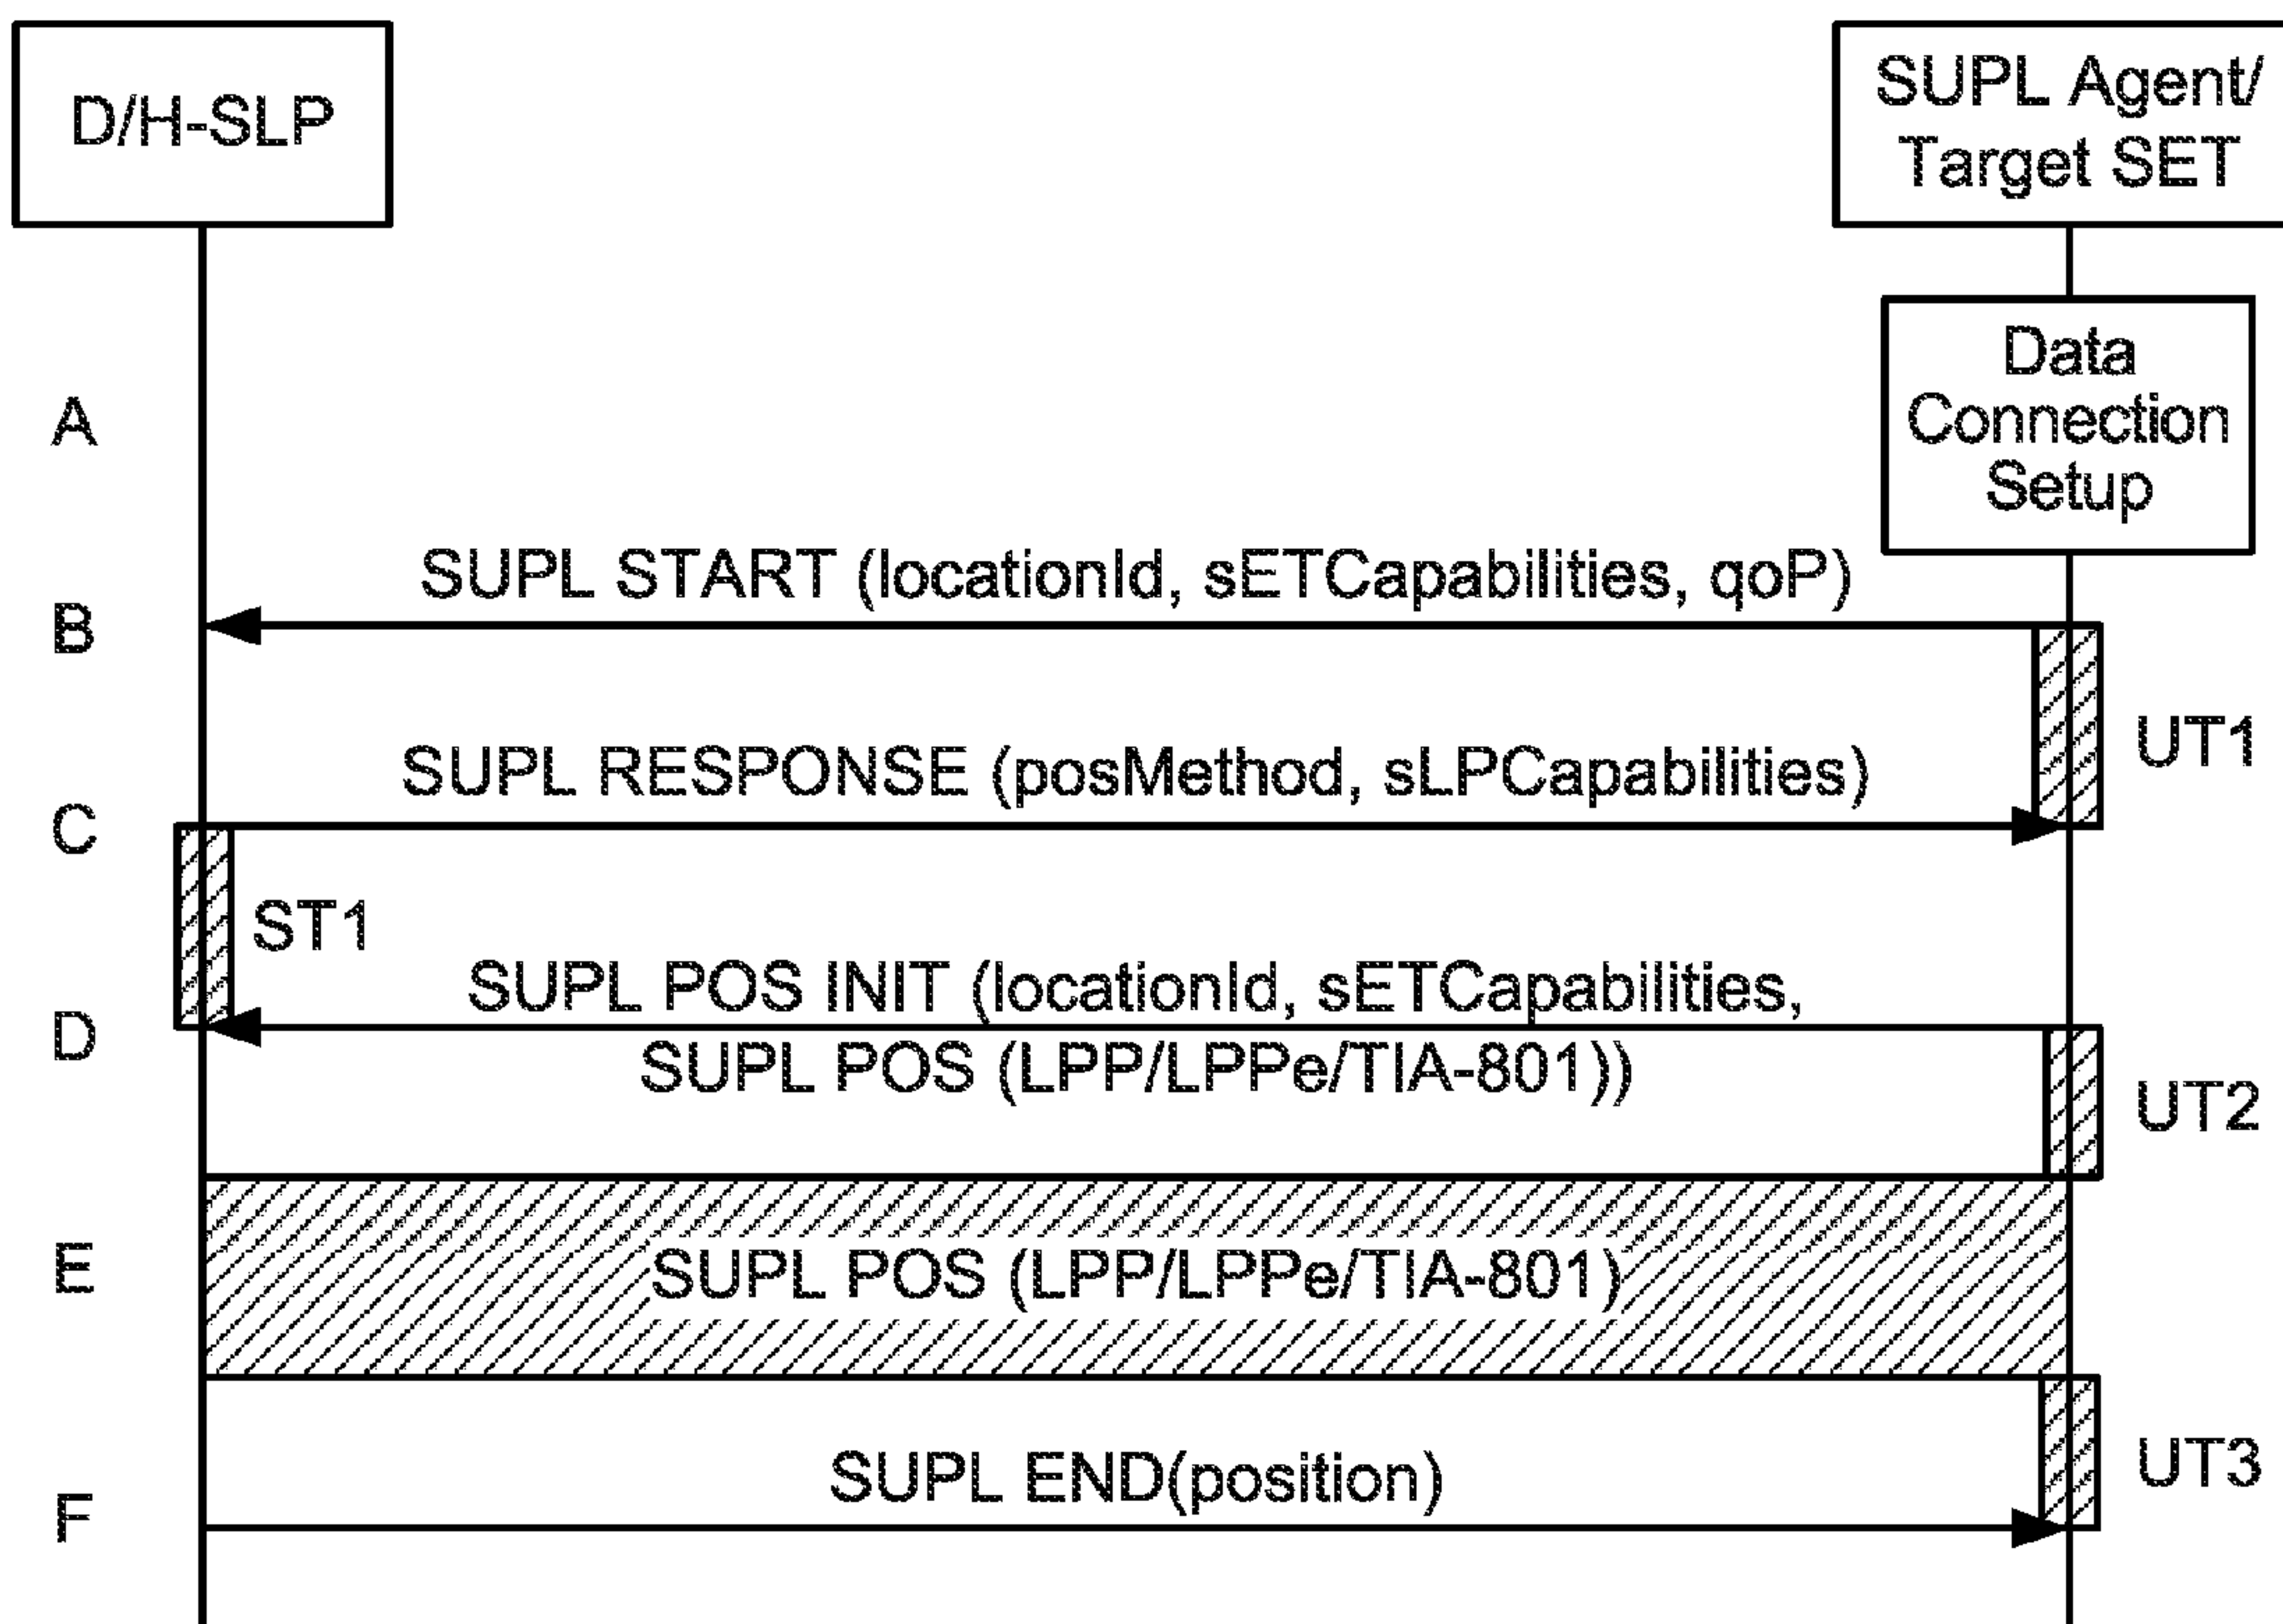 D/H-SLP
SUPL Agent/
Target SET
Data
Connection
Setup
A
SUPL START (locationId, sETCapabilities, qoP)
B
UT1
SUPL RESPONSE (posMethod, sLPCapabilities)
C
ST1
SUPL POS INIT (locationId, sETCapabilities,
D
SUPL POS (LPP/LPPe/TIA-801))
UT2
E
SUPL POS (LPP/LPPe/TIA-801)
UT3
SUPL END(position)
F